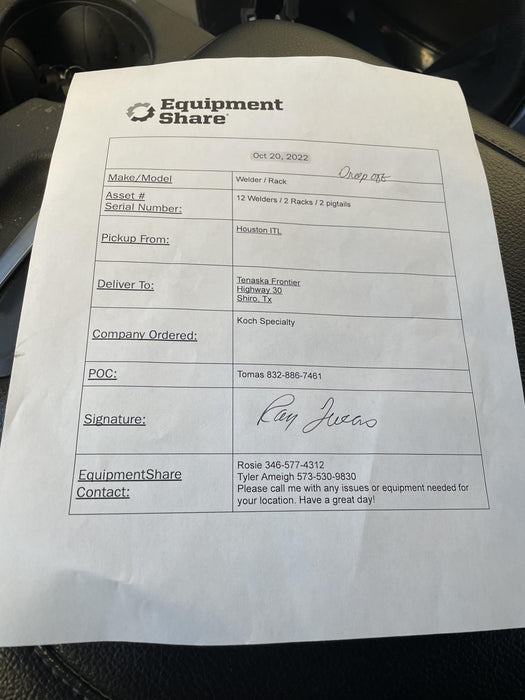 Equipment
Share
Oct 20, 2022
Drop off
Make/Model
Welder / Rack
Asset #
Serial Number:
12 Welders / 2 Racks / 2 pigtails
Pickup From:
Houston ITL
Deliver To:
Tenaska Frontier
Highway 30
Shiro, Tx
Company Ordered:
Koch Specialty
POC:
Tomas 832-886-7461
Signature:
Ray
EquipmentShare
Contact:
Rosie 346-577-4312
Tyler Ameigh 573-530-9830
Please call me with any issues or equipment needed for
your location. Have a great day!